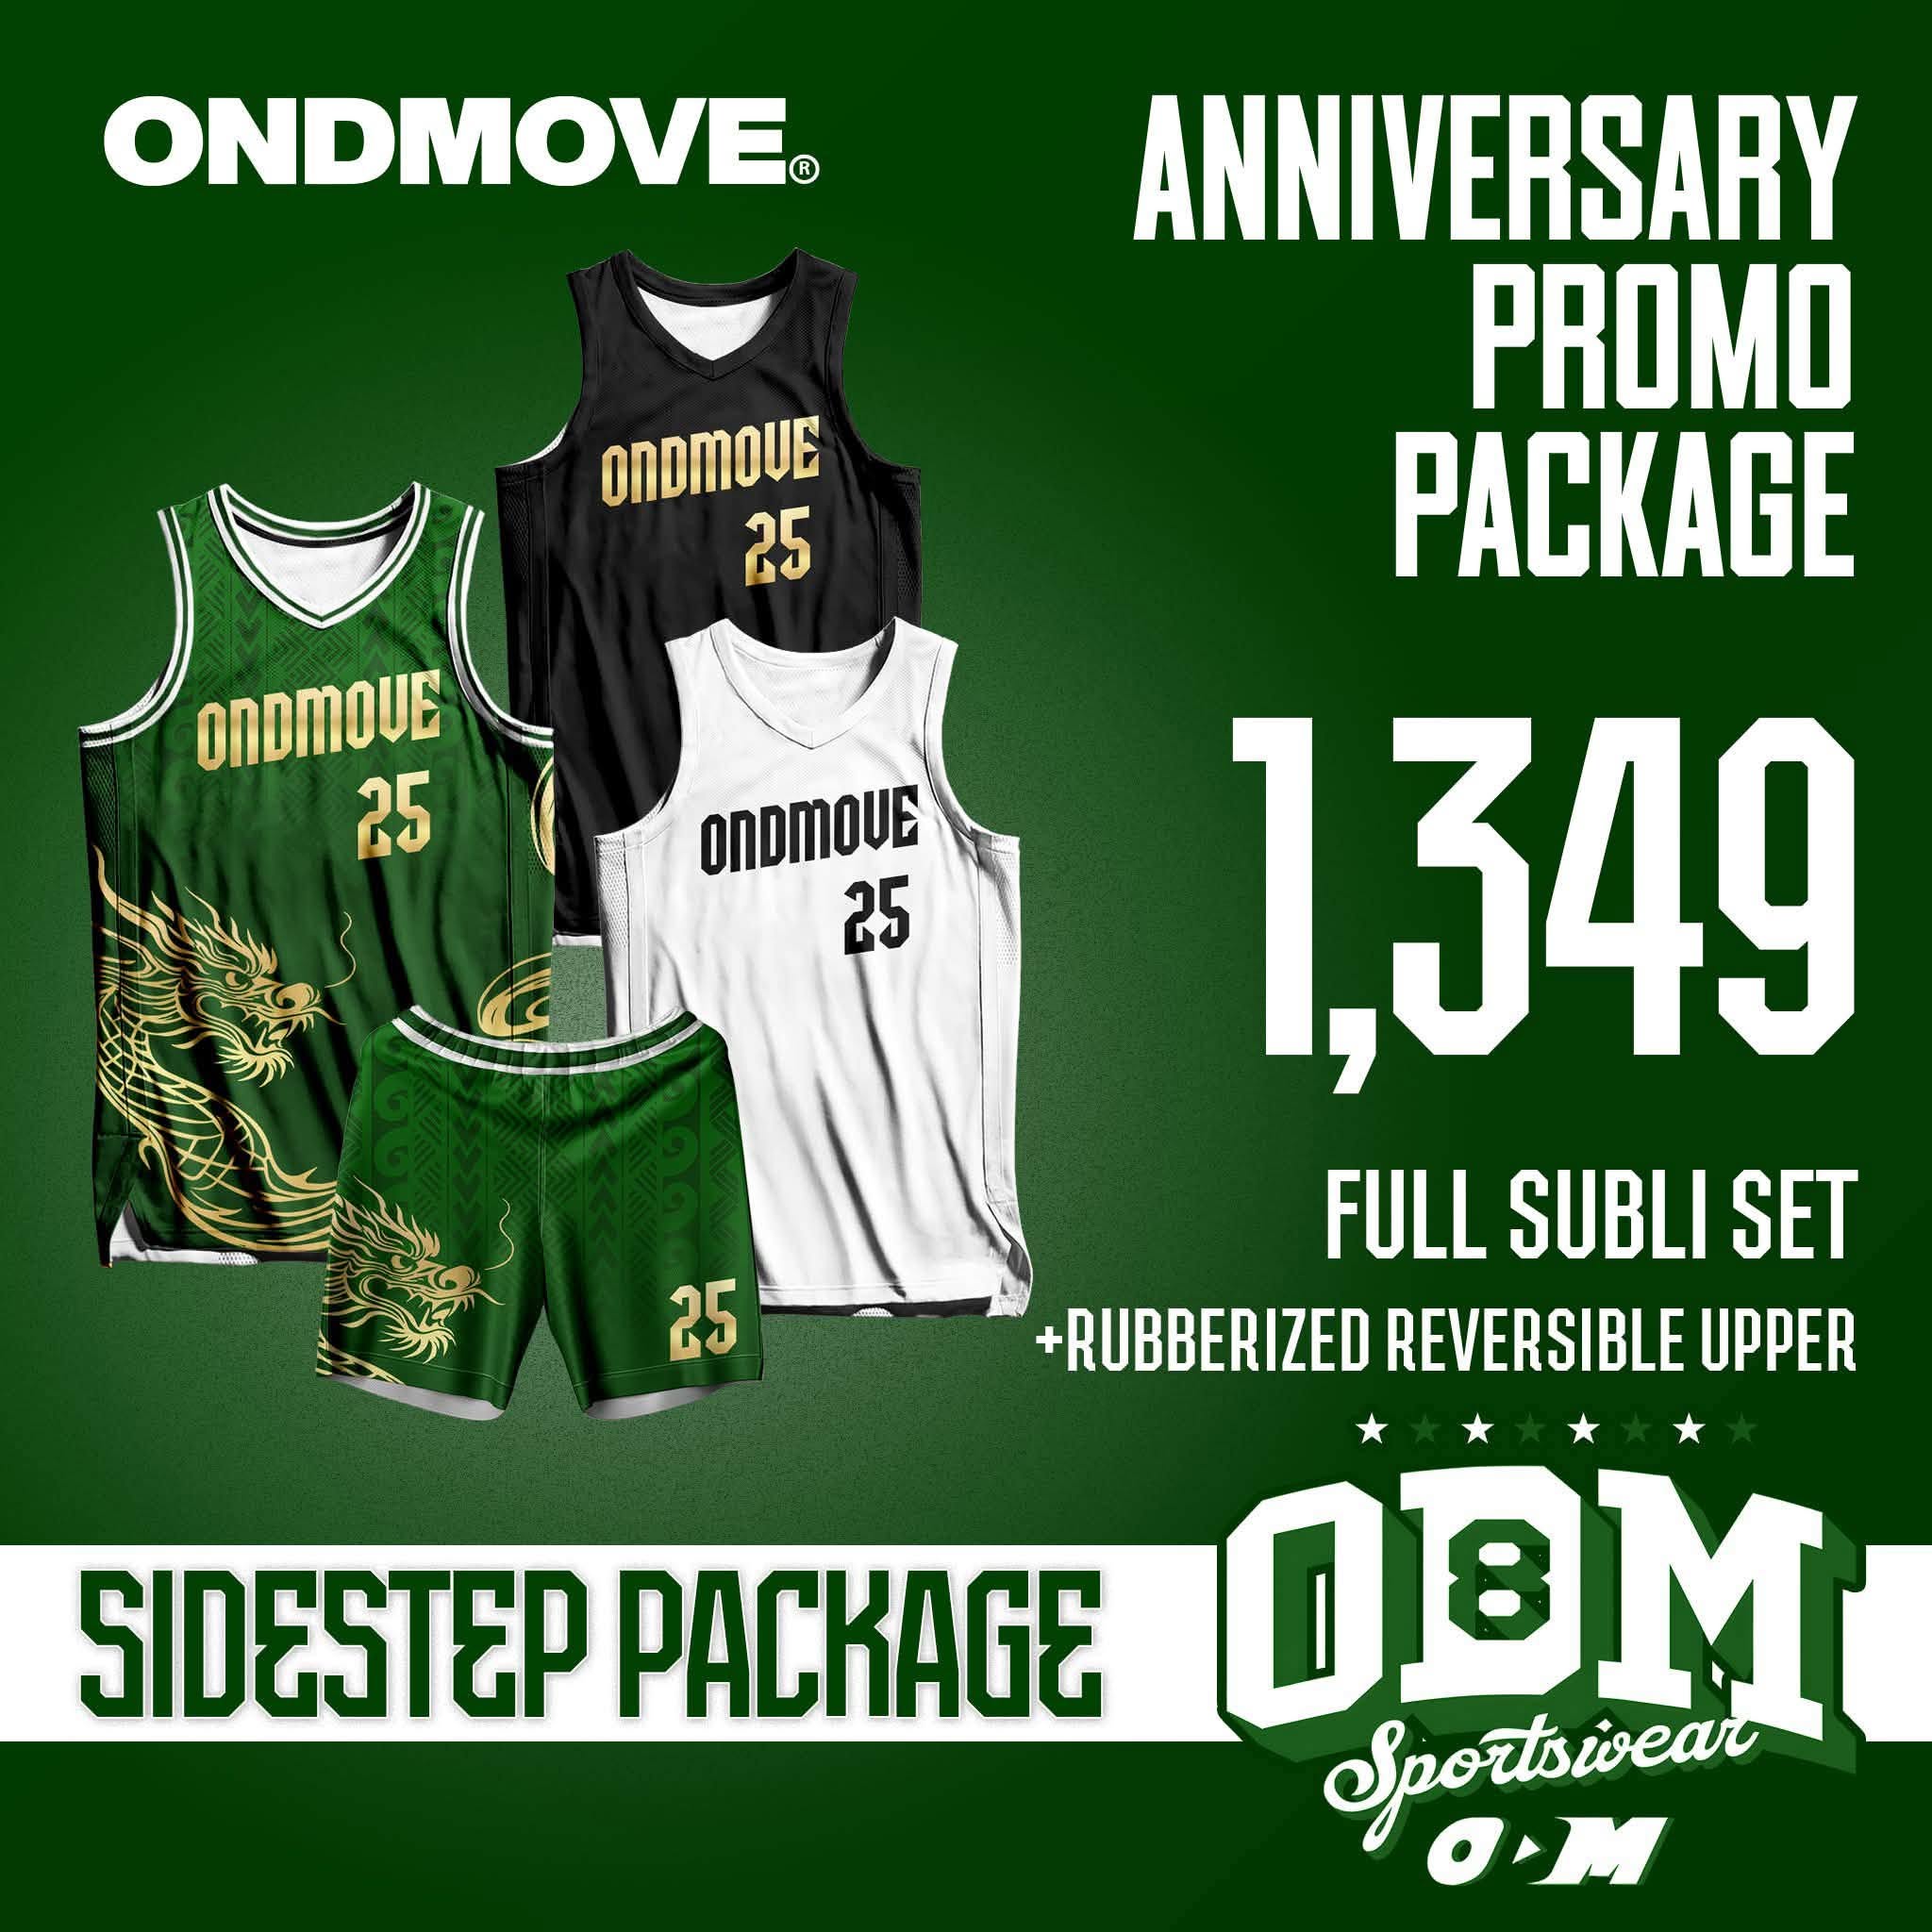 ONDMOVE®
ANNIVERSARY
PROMO
PACKAGE
ONDMOVE
25
ONDMOVE
25
ONDMOVE
25
25
1,349
FULL SUBLI SET
+RUBBERIZED REVERSIBLE UPPER
SIDESTEP PACKAGE
ODM
8
Sportswear
O M